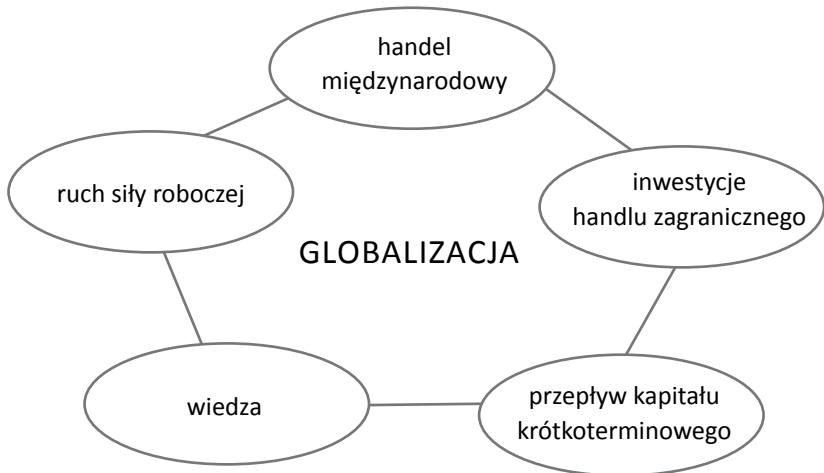 handel
międzynarodowy
ruch siły roboczej
inwestycje
handlu zagranicznego
GLOBALIZACJA
wiedza
przepływ kapitału
krótkoterminowego